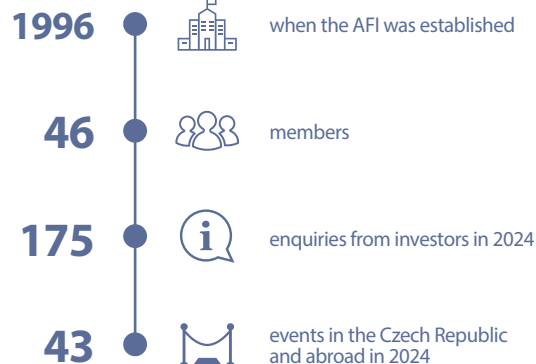 1996
when the AFI was established
46
members
175
enquiries from investors in 2024
43
events in the Czech Republic
and abroad in 2024